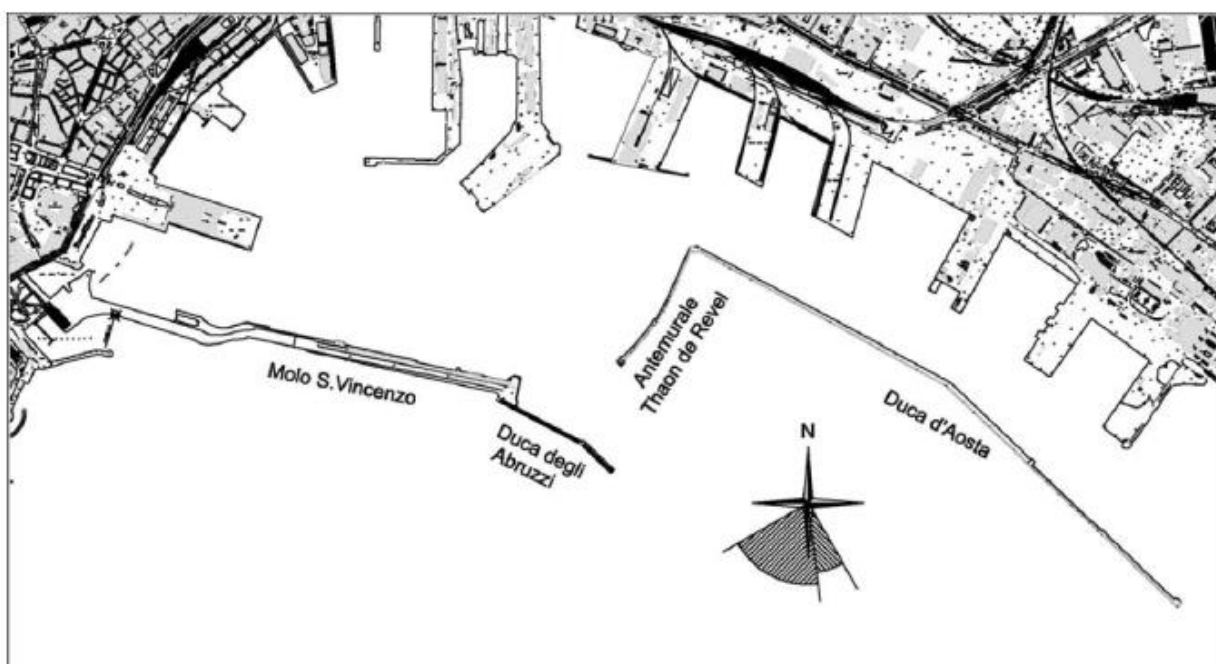 Molo S.Vincenzo
Duca degli
Abruzzi
Antemurale
Thaon de Revel
Duca d'Aosta
N